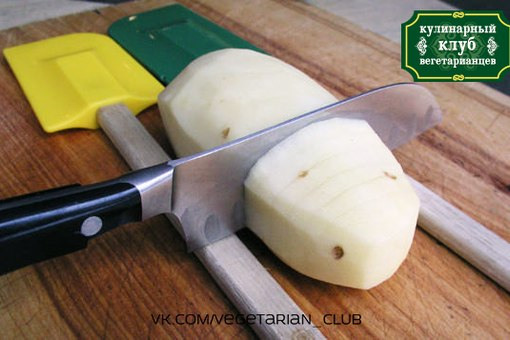 кулинарный
клуб
вегетарианцев
VK.COM/VEGETARIAN_CLUB